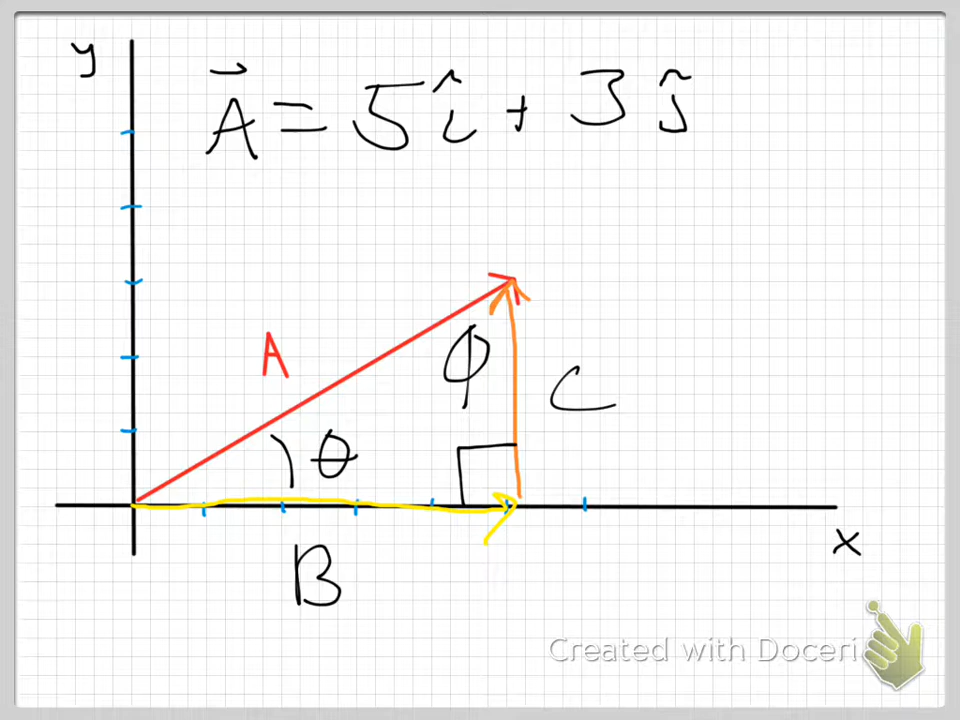 y
A⃗ = 5î + 3ĵ
A
φ
C
θ
B
x
Created with Doceri